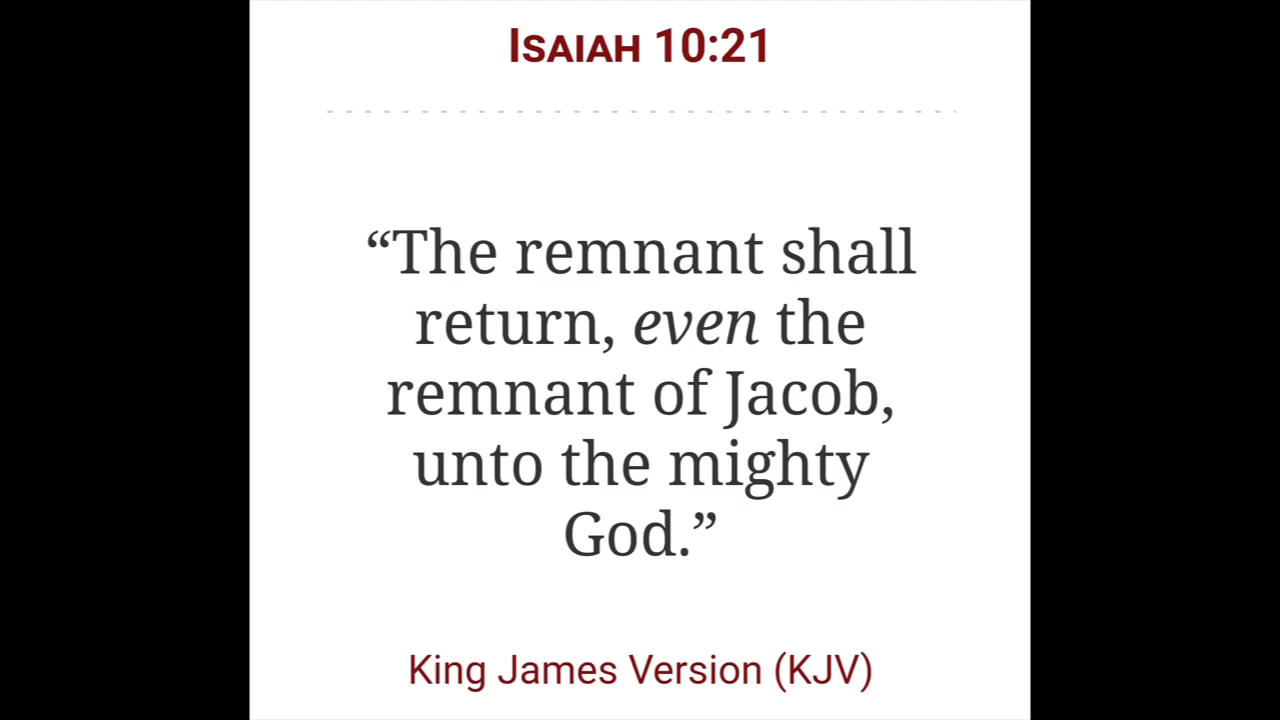 Isaiah 10:21
“The remnant shall
return, even the
remnant of Jacob,
unto the mighty
God.”
King James Version (KJV)